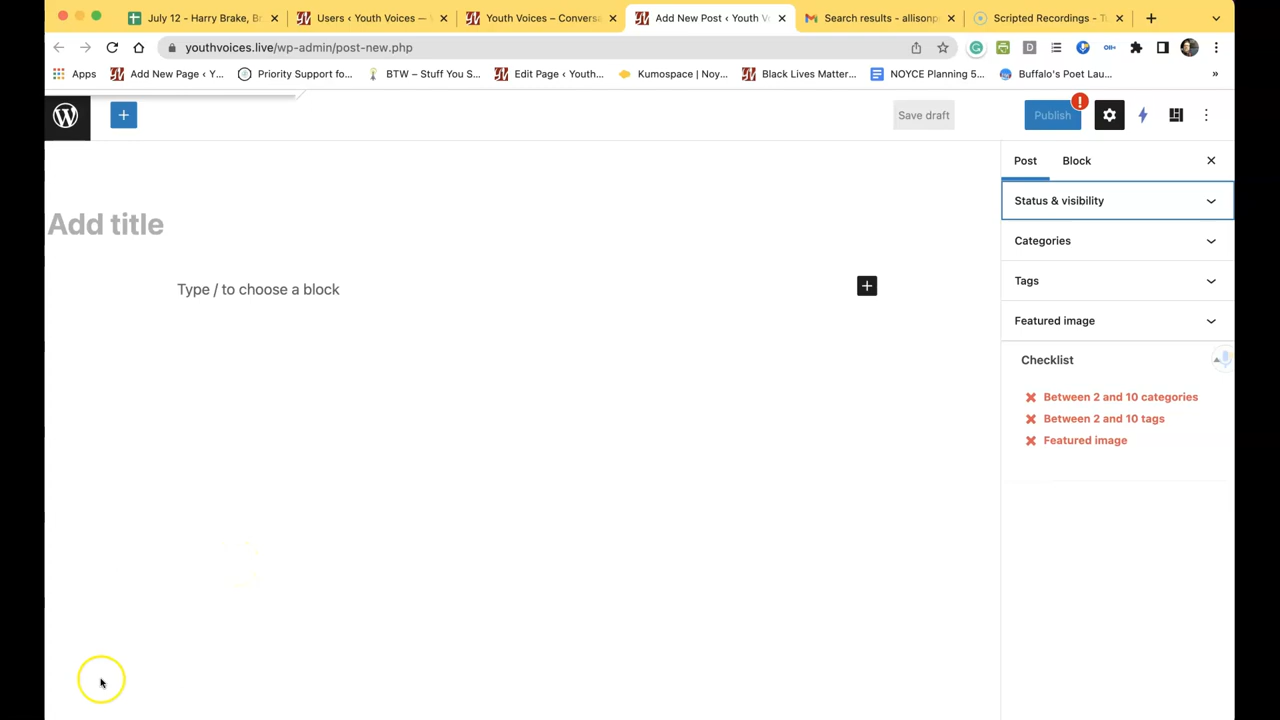 July 12 - Harry Brake, Bo
Users ‹ Youth Voices —
Youth Voices – Convers
Add New Post ‹ Youth V
Search results - allisonp
Scripted Recordings - T
youthvoices.live/wp-admin/post-new.php
Apps
Add New Page ‹ Y...
Priority Support fo...
BTW – Stuff You S...
Edit Page ‹ Youth...
Kumospace | Noy...
Black Lives Matter...
NOYCE Planning 5...
Buffalo's Poet Lau...
»
Save draft
Publish
!
Post
Block
Status & visibility
Add title
Categories
Type / to choose a block
Tags
Featured image
Checklist
Between 2 and 10 categories
Between 2 and 10 tags
Featured image